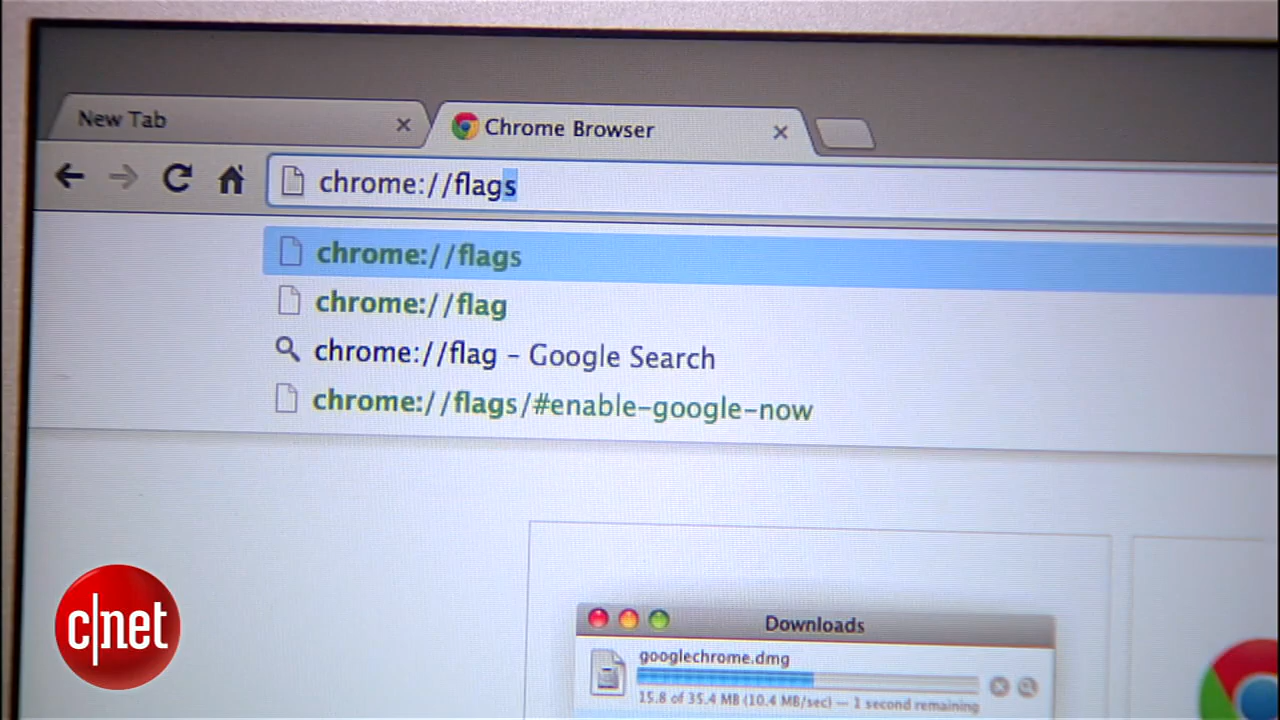 New Tab
Chrome Browser
chrome://flags
chrome://flags
chrome://flag
chrome://flag - Google Search
chrome://flags/#enable-google-now
c|net
Downloads
googlechrome.dmg
15.8 of 35.4 MB (10.4 MB/sec) — 1 second remaining